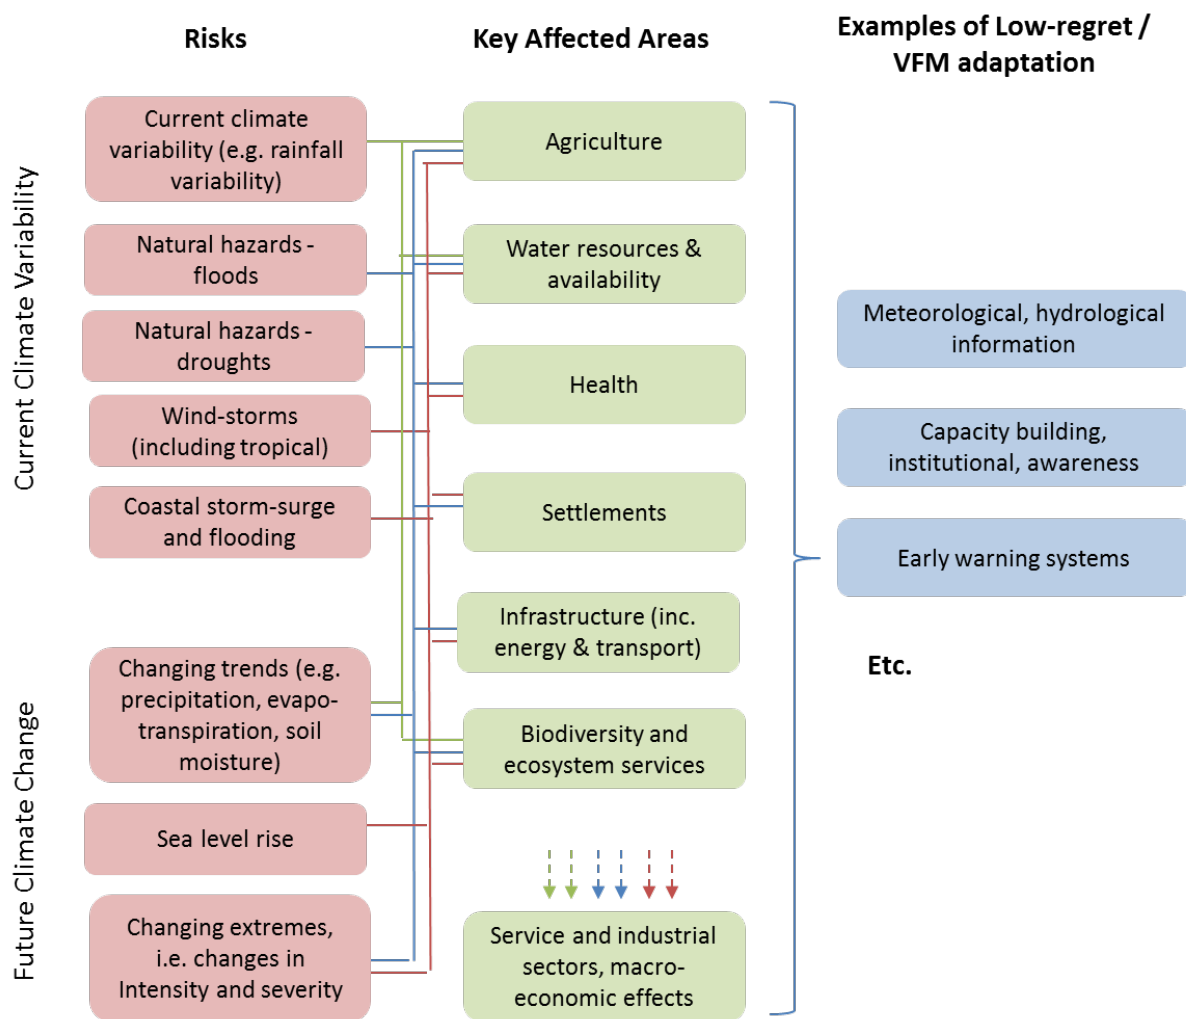 Risks
Key Affected Areas
Examples of Low-regret /
VFM adaptation
Current Climate Variability
Current climate
variability (e.g. rainfall
variability)
Natural hazards -
floods
Natural hazards -
droughts
Wind-storms
(including tropical)
Coastal storm-surge
and flooding
Future Climate Change
Changing trends (e.g.
precipitation, evapo-
transpiration, soil
moisture)
Sea level rise
Changing extremes,
i.e. changes in
Intensity and severity
Agriculture
Water resources &
availability
Health
Settlements
Infrastructure (inc.
energy & transport)
Biodiversity and
ecosystem services
Service and industrial
sectors, macro-
economic effects
Meteorological, hydrological
information
Capacity building,
institutional, awareness
Early warning systems
Etc.